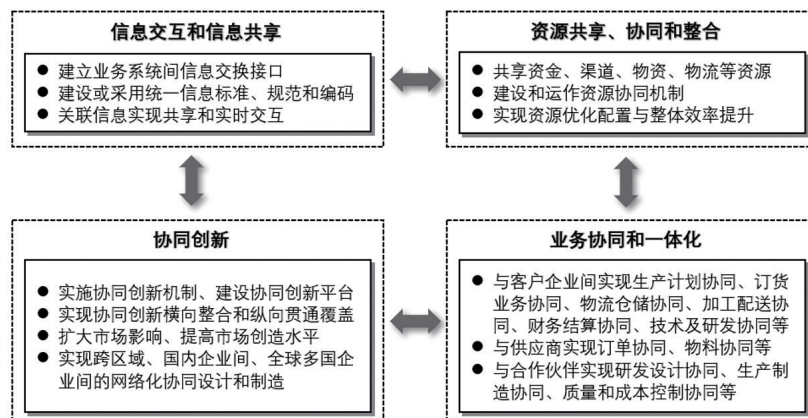 信息交互和信息共享
● 建立业务系统间信息交换接口
● 建设或采用统一信息标准、规范和编码
● 关联信息实现共享和实时交互
资源共享、协同和整合
● 共享资金、渠道、物资、物流等资源
● 建设和运作资源协同机制
● 实现资源优化配置与整体效率提升
协同创新
● 实施协同创新机制、建设协同创新平台
● 实现协同创新横向整合和纵向贯通覆盖
● 扩大市场影响、提高市场创造水平
● 实现跨区域、国内企业间、全球多国企
业间的网络化协同设计和制造
业务协同和一体化
● 与客户企业间实现生产计划协同、订货
业务协同、物流仓储协同、加工配送协
同、财务结算协同、技术及研发协同等
● 与供应商实现订单协同、物料协同等
● 与合作伙伴实现研发设计协同、生产制
造协同、质量和成本控制协同等